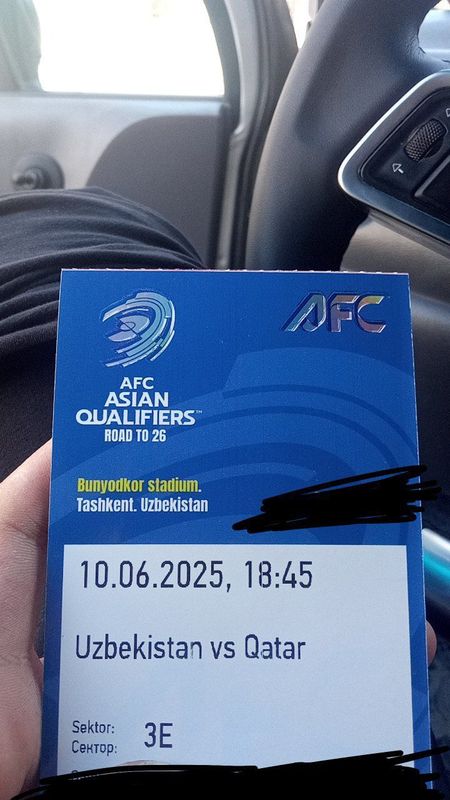 AFC
AFC
ASIAN
QUALIFIERS™
ROAD TO 26
Bunyodkor stadium.
Tashkent. Uzbekistan
10.06.2025, 18:45
Uzbekistan vs Qatar
Sektor: 3E
Сектор: